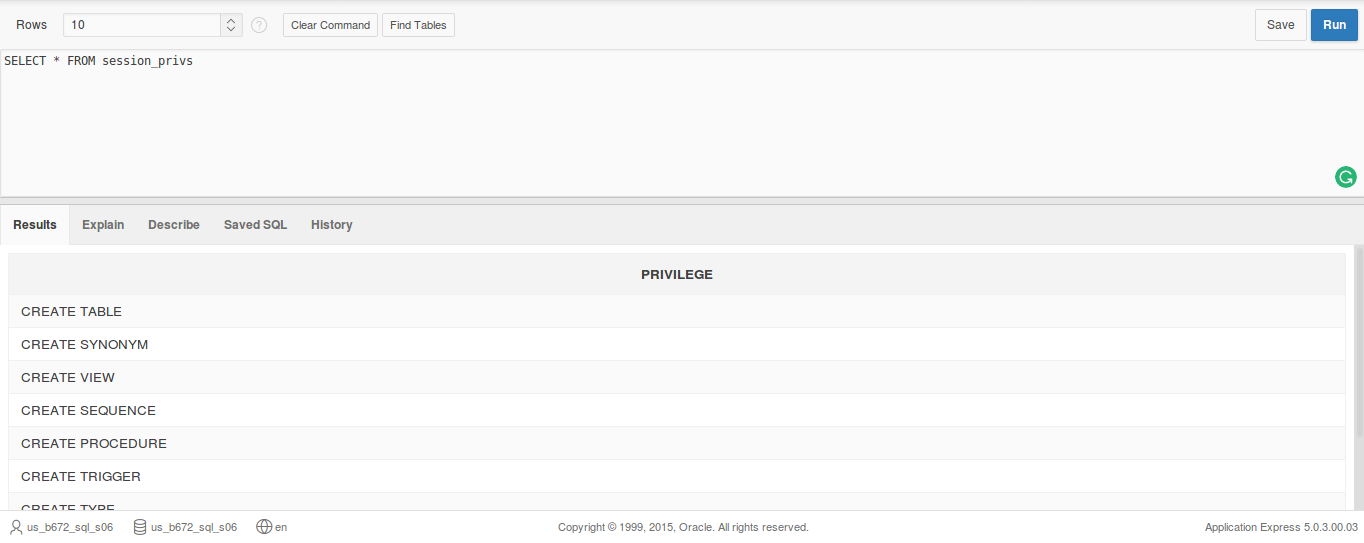 Rows 10 ? Clear Command Find Tables Save Run
SELECT * FROM session_privs
Results Explain Describe Saved SQL History
PRIVILEGE
CREATE TABLE
CREATE SYNONYM
CREATE VIEW
CREATE SEQUENCE
CREATE PROCEDURE
CREATE TRIGGER
CREATE TYPE
us_b672_sql_s06 us_b672_sql_s06 en Copyright © 1999, 2015, Oracle. All rights reserved. Application Express 5.0.3.00.03